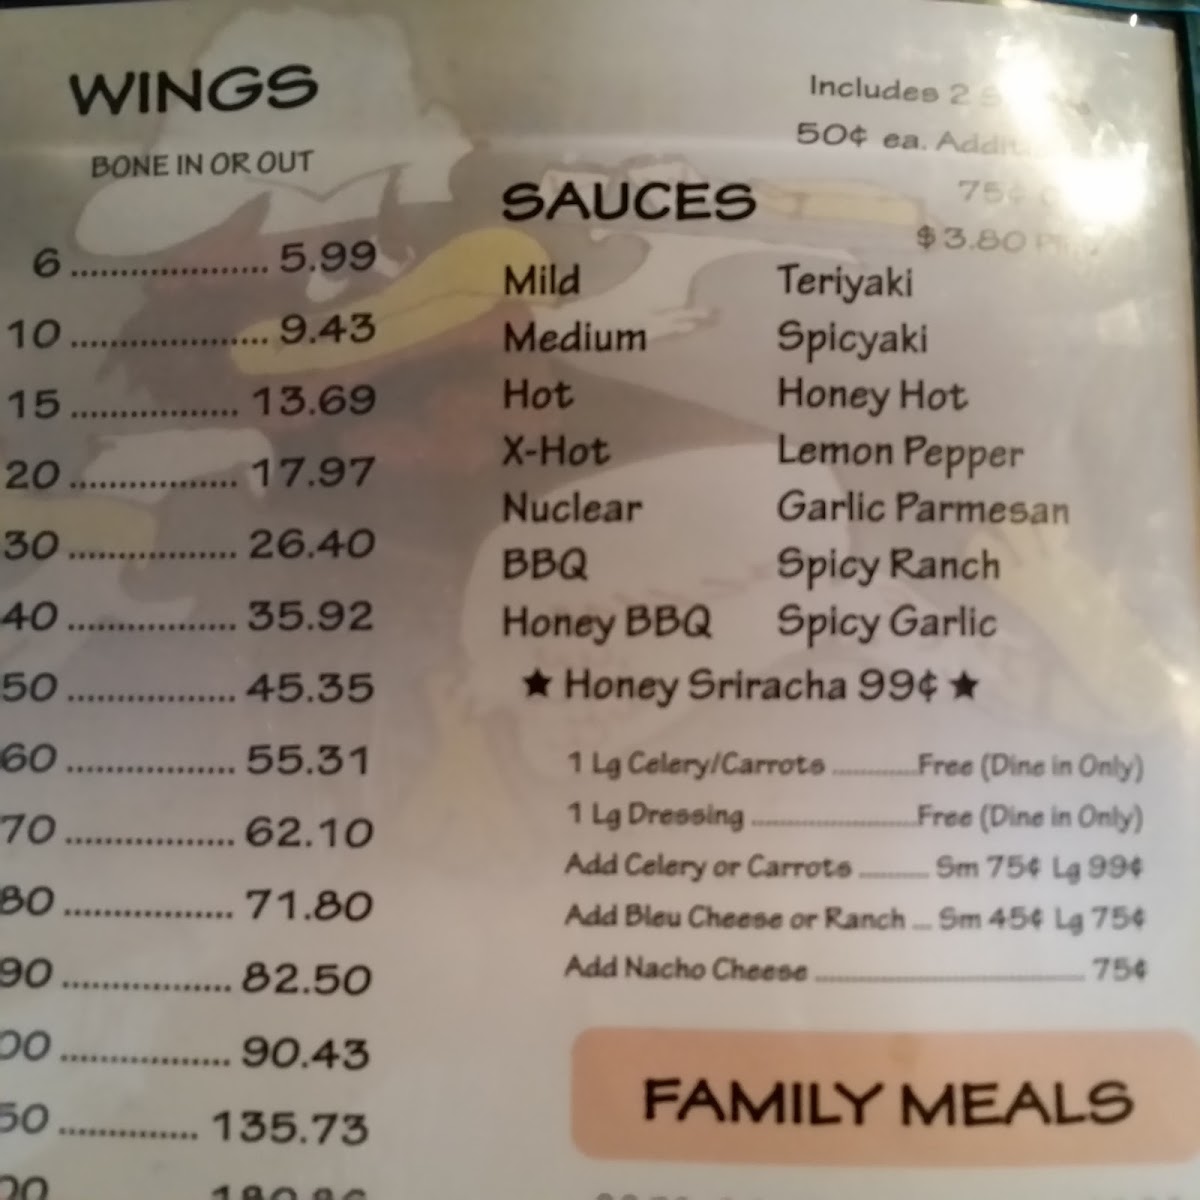 WINGS
BONE IN OR OUT
6 .................... 5.99
10 .................... 9.43
15 ................. 13.69
20 ................. 17.97
30 ................. 26.40
40 ................. 35.92
50 ................. 45.35
60 ................. 55.31
70 ................. 62.10
80 ................. 71.80
90 ................. 82.50
00 ................. 90.43
50 .............. 135.73
Includes 2
50¢ ea.
75¢
$3.80
SAUCES
Mild Teriyaki
Medium Spicyaki
Hot Honey Hot
X-Hot Lemon Pepper
Nuclear Garlic Parmesan
BBQ Spicy Ranch
Honey BBQ Spicy Garlic
★ Honey Sriracha 99¢ ★
1 Lg Celery/Carrots ............ Free (Dine in Only)
1 Lg Dressing ........................ Free (Dine in Only)
Add Celery or Carrots .......... Sm 75¢ Lg 99¢
Add Bleu Cheese or Ranch ... Sm 45¢ Lg 75¢
Add Nacho Cheese ........................................ 75¢
FAMILY MEALS